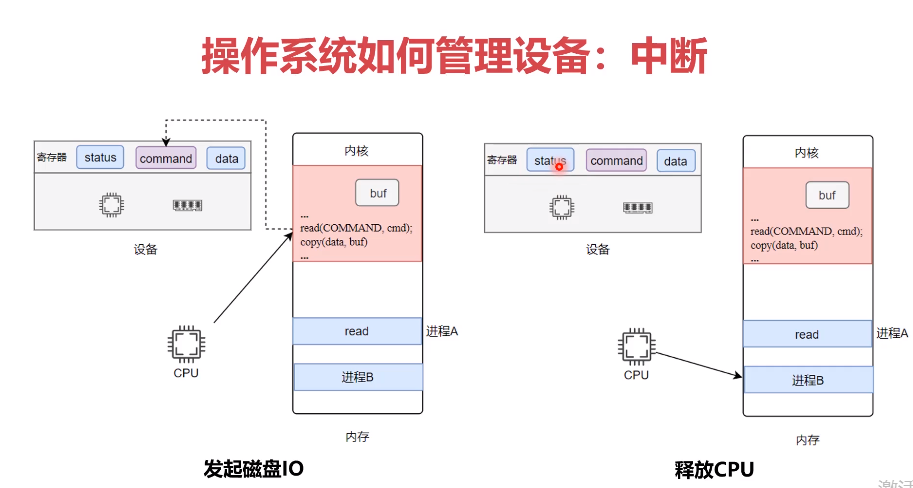 操作系统如何管理设备：中断
寄存器
status
command
data
设备
CPU
内核
buf
...
read(COMMAND, cmd);
copy(data, buf)
...
read
进程A
进程B
内存
发起磁盘IO
寄存器
status
command
data
设备
CPU
内核
buf
...
read(COMMAND, cmd);
copy(data, buf)
...
read
进程A
进程B
内存
释放CPU